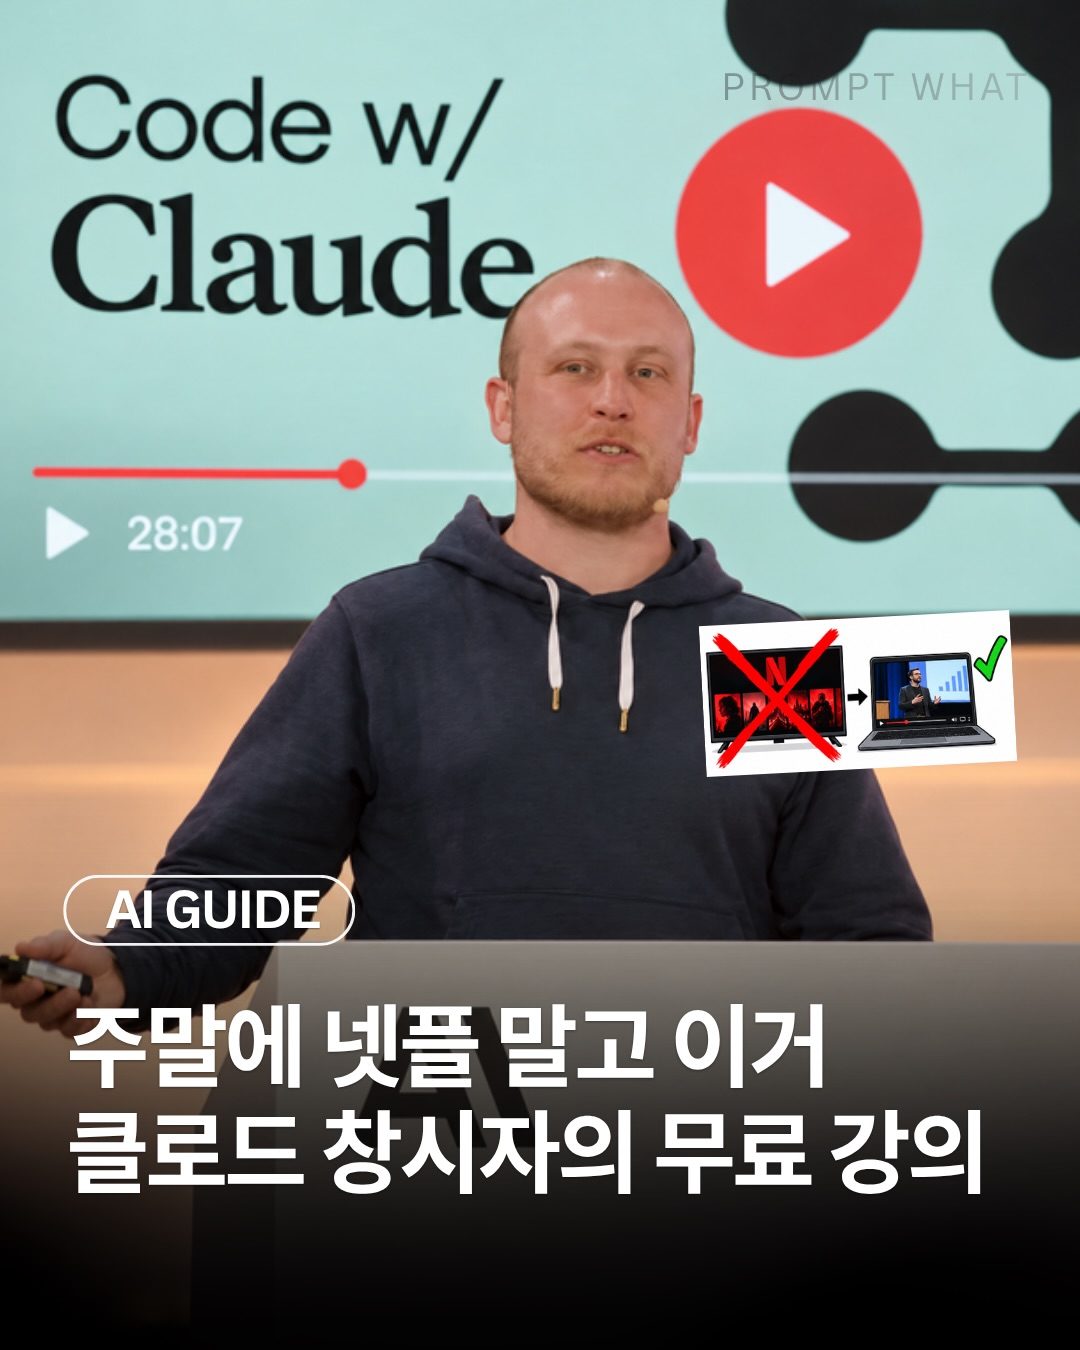 PROMPT WHAT
Code w/
Claude
28:07
N
AI GUIDE
A
주말에 넷플 말고 이거
클로드 창시자의 무료 강의